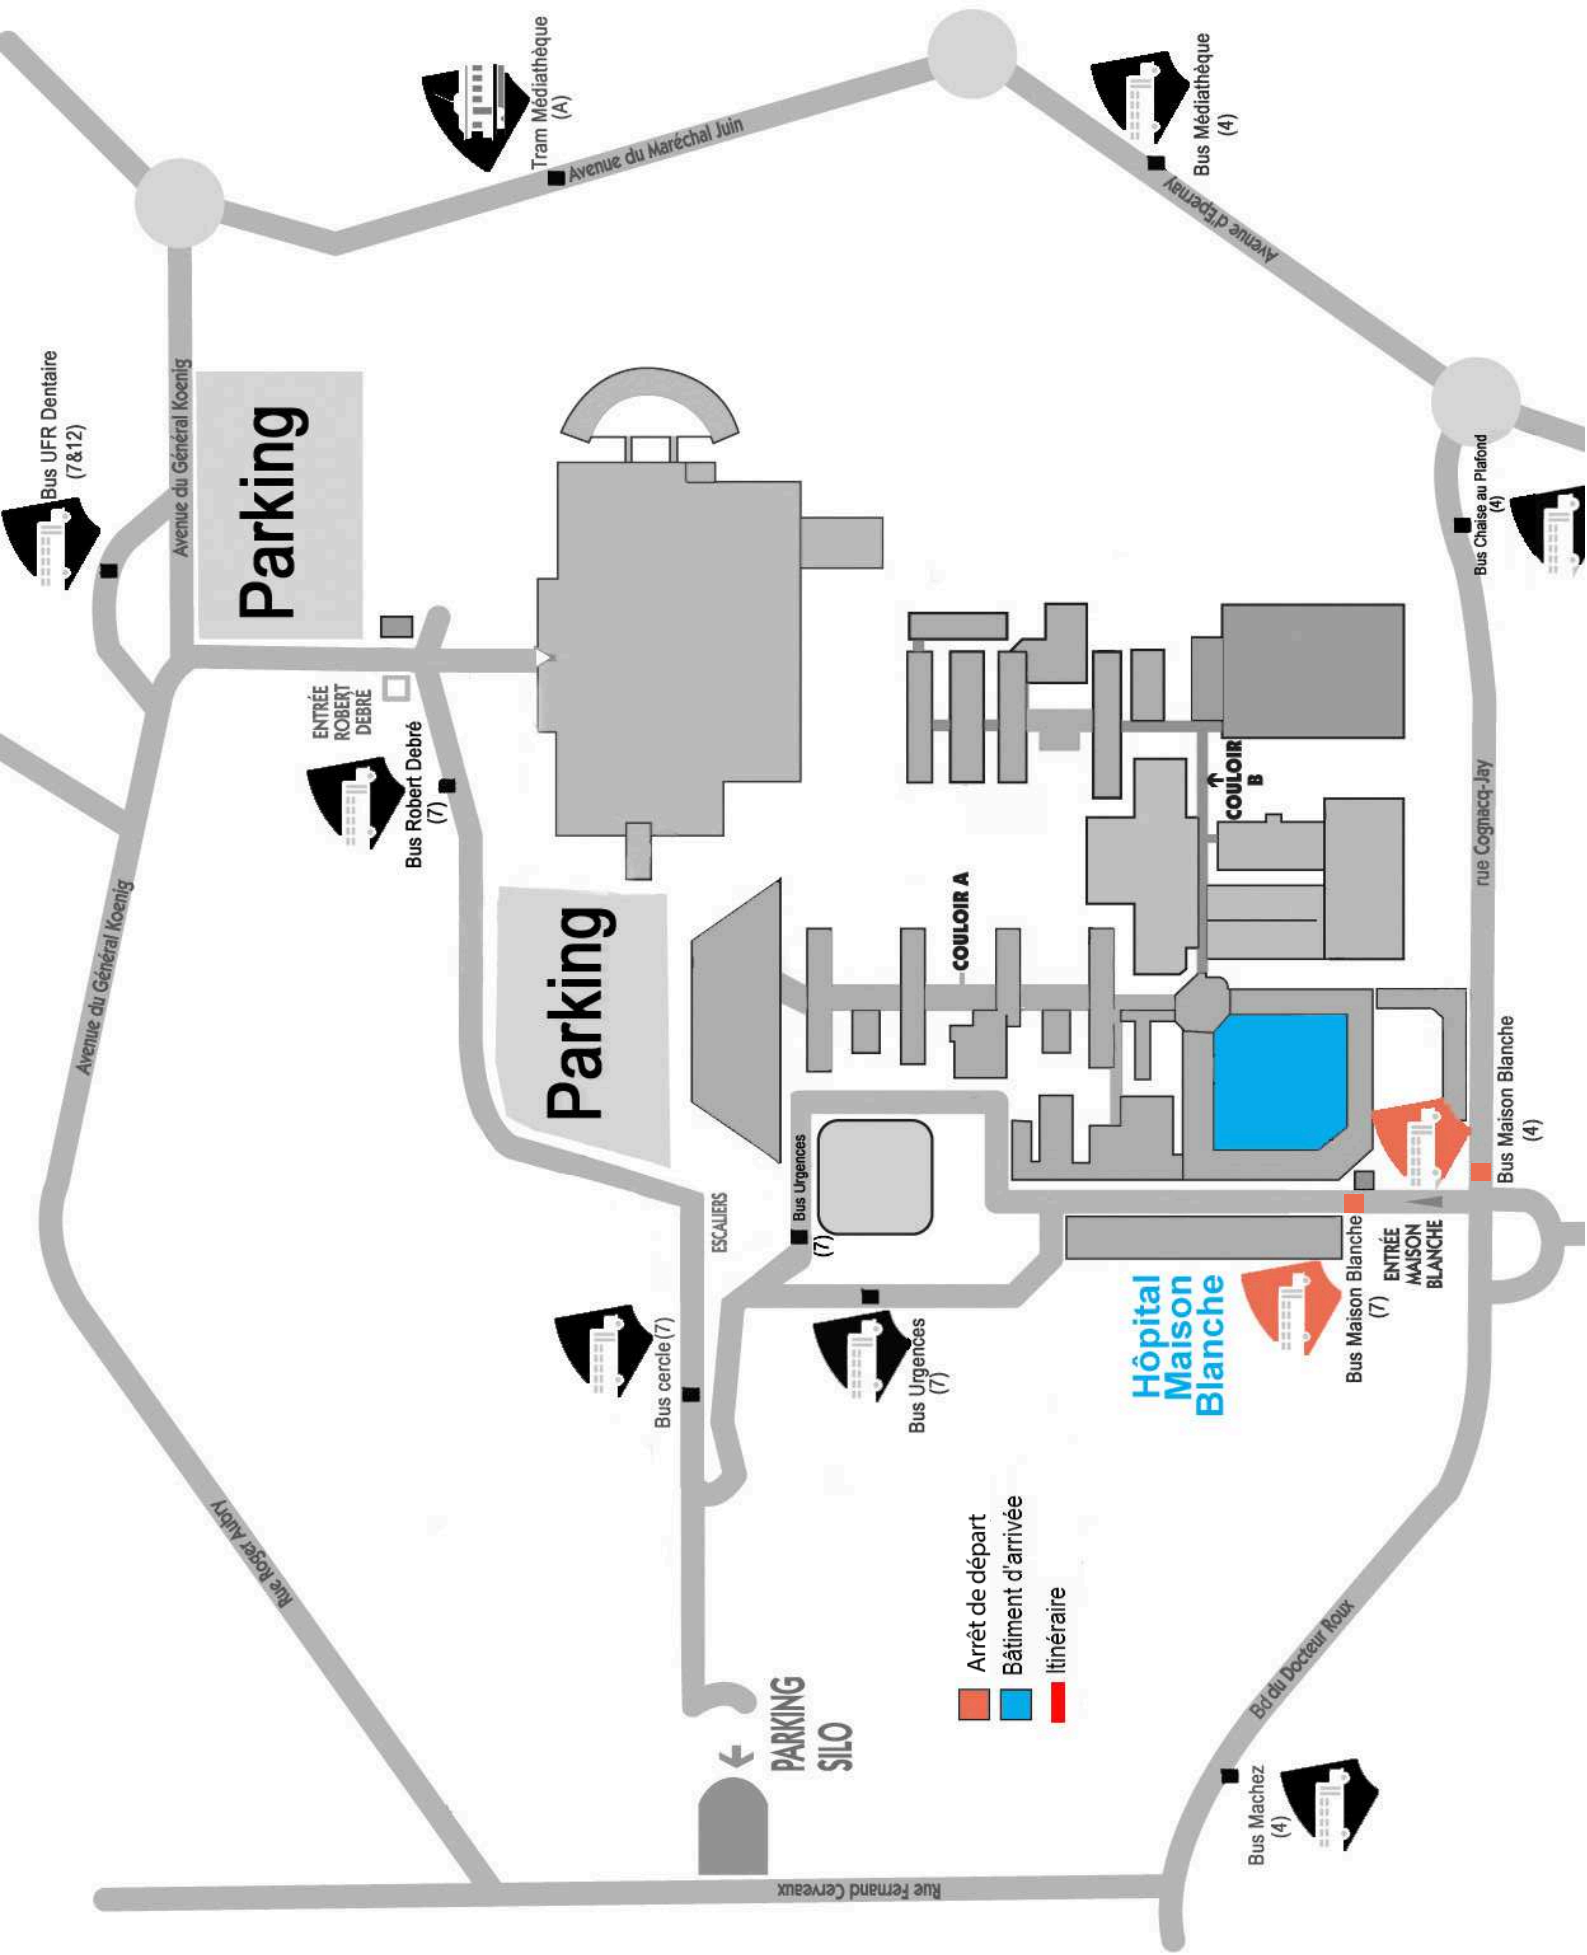 Bus Machez
(4)
Bd du Docteur Roux
Rue Fernand Cerveaux
PARKING
SILO
Rue Roger Aubry
Arrêt de départ
Bâtiment d'arrivée
Itinéraire
Bus cercle(7)
Bus Urgences
(7)
Hôpital
Maison
Blanche
Bus Maison Blanche
(7)
ENTRÉE
MAISON
BLANCHE
Bus Maison Blanche
(4)
ESCALIERS
Bus Urgences
(7)
Parking
Avenue du Général Koenig
COULOIR A
COULOIR
B
rue Cognacq-Jay
Bus Robert Debré
(7)
ENTRÉE
ROBERT
DEBRÉ
Parking
Avenue du Général Koenig
Bus UFR Dentaire
(7&12)
Bus Chaise au Plafond
(4)
Tram Médiathèque
(A)
Avenue du Maréchal Juin
Bus Médiathèque
(4)
Avenue d'Epernay